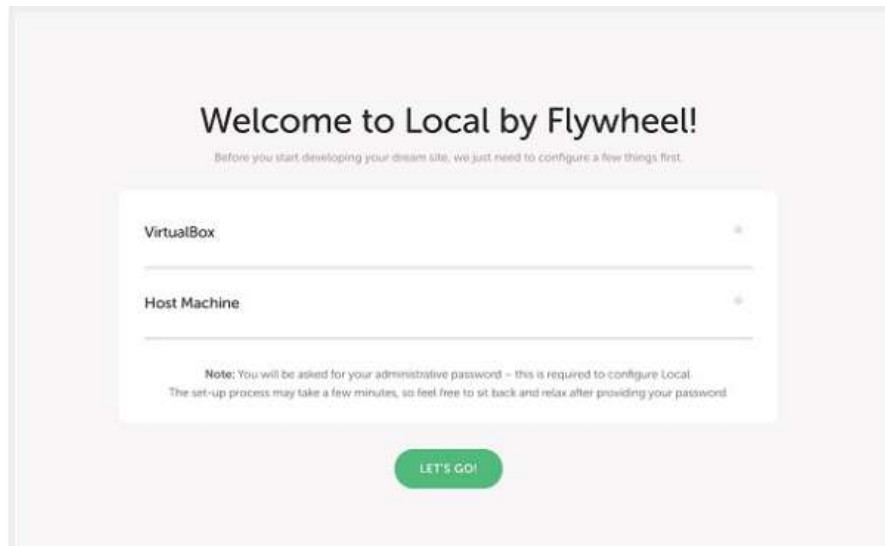 Welcome to Local by Flywheel!
Before you start developing your dream site, we just need to configure a few things first.
VirtualBox
Host Machine
Note: You will be asked for your administrative password – this is required to configure Local.
The set-up process may take a few minutes, so feel free to sit back and relax after providing your password.
LET'S GO!